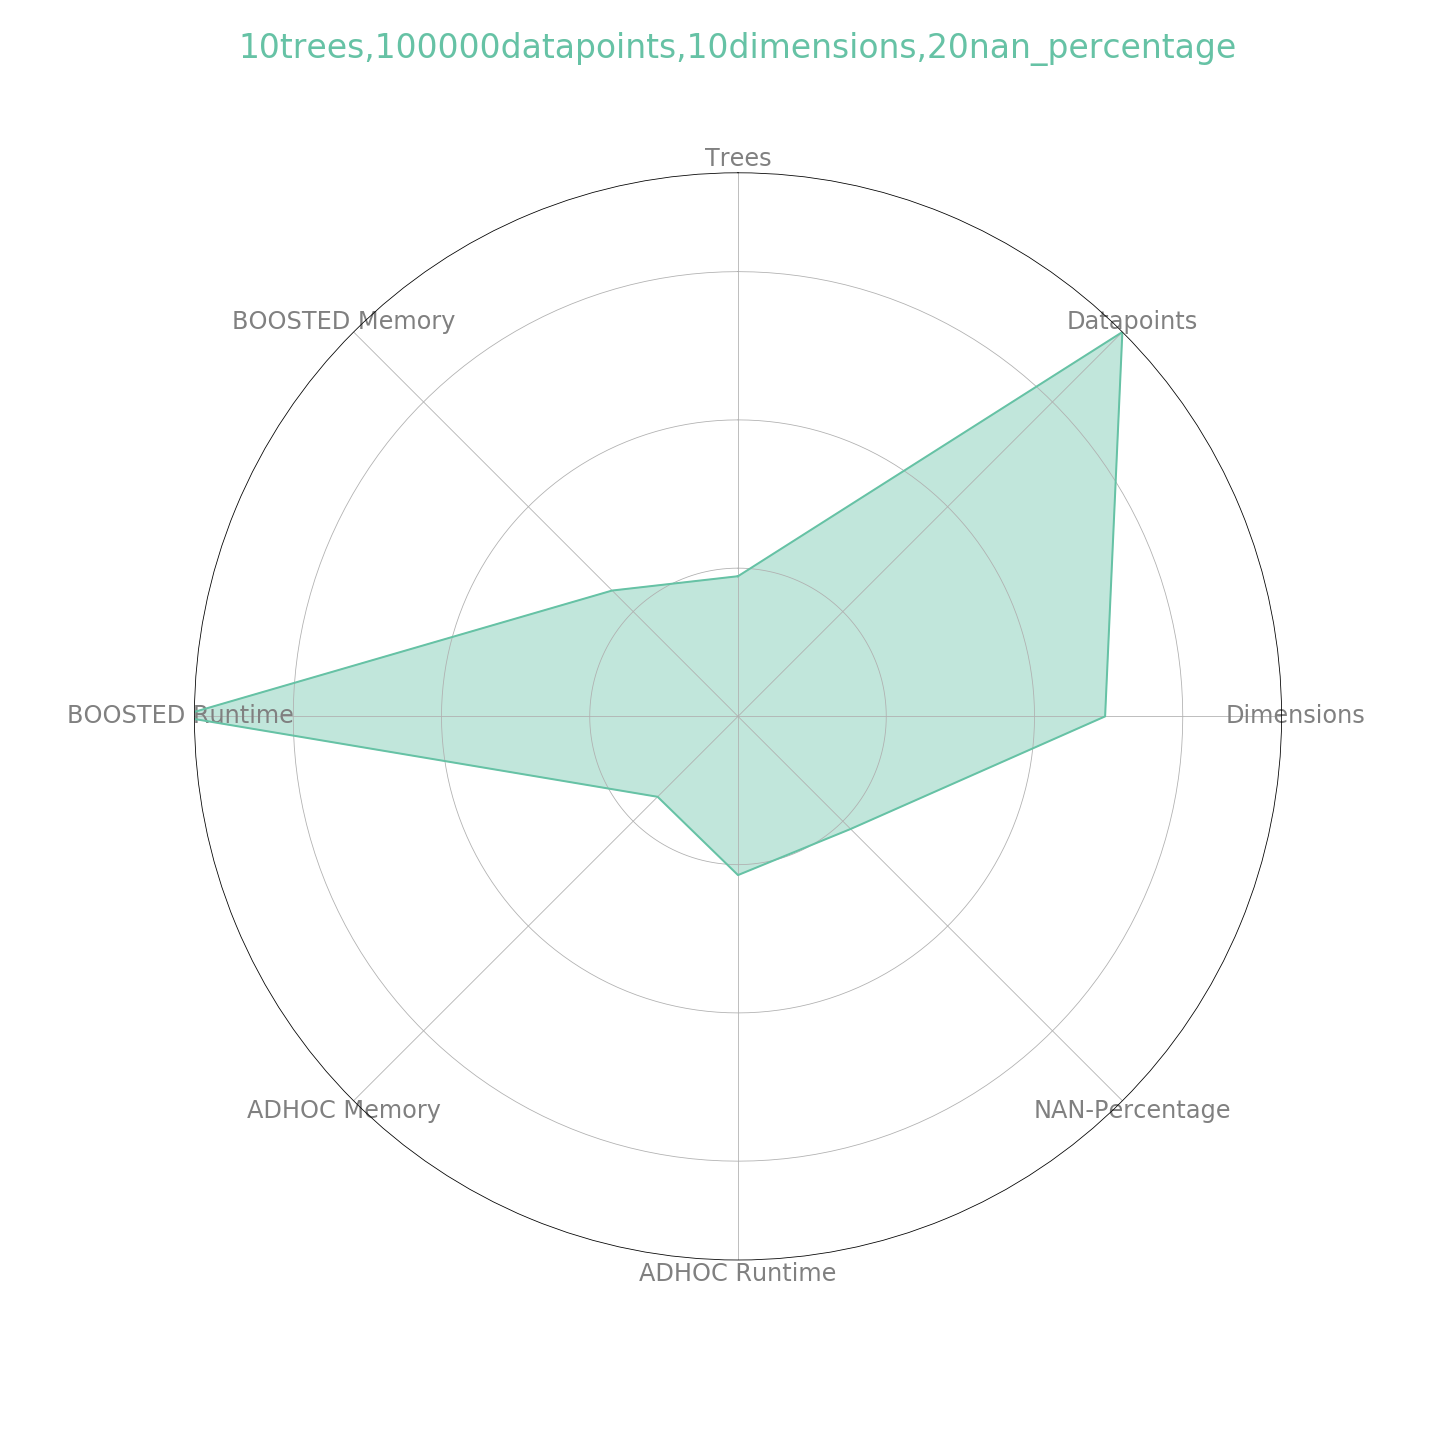 10trees,100000datapoints,10dimensions,20nan_percentage
Trees
BOOSTED Memory
Datapoints
BOOSTED Runtime
Dimensions
ADHOC Memory
NAN-Percentage
ADHOC Runtime